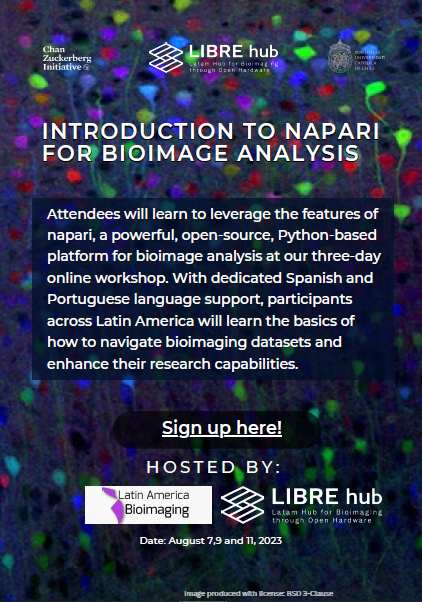 Chan
Zuckerberg
Initiative
LIBRE hub
Latam Hub for Bioimaging
through Open Hardware
PONTIFICIA
UNIVERSIDAD
CATÓLICA
DE CHILE
INTRODUCTION TO NAPARI
FOR BIOIMAGE ANALYSIS
Attendees will learn to leverage the features of
napari, a powerful, open-source, Python-based
platform for bioimage analysis at our three-day
online workshop. With dedicated Spanish and
Portuguese language support, participants
across Latin America will learn the basics of
how to navigate bioimaging datasets and
enhance their research capabilities.
Sign up here!
HOSTED BY:
Latin America
Bioimaging
LIBRE hub
Latam Hub for Bioimaging
through Open Hardware
Date: August 7,9 and 11, 2023
Image produced with license: BSD 3-Clause